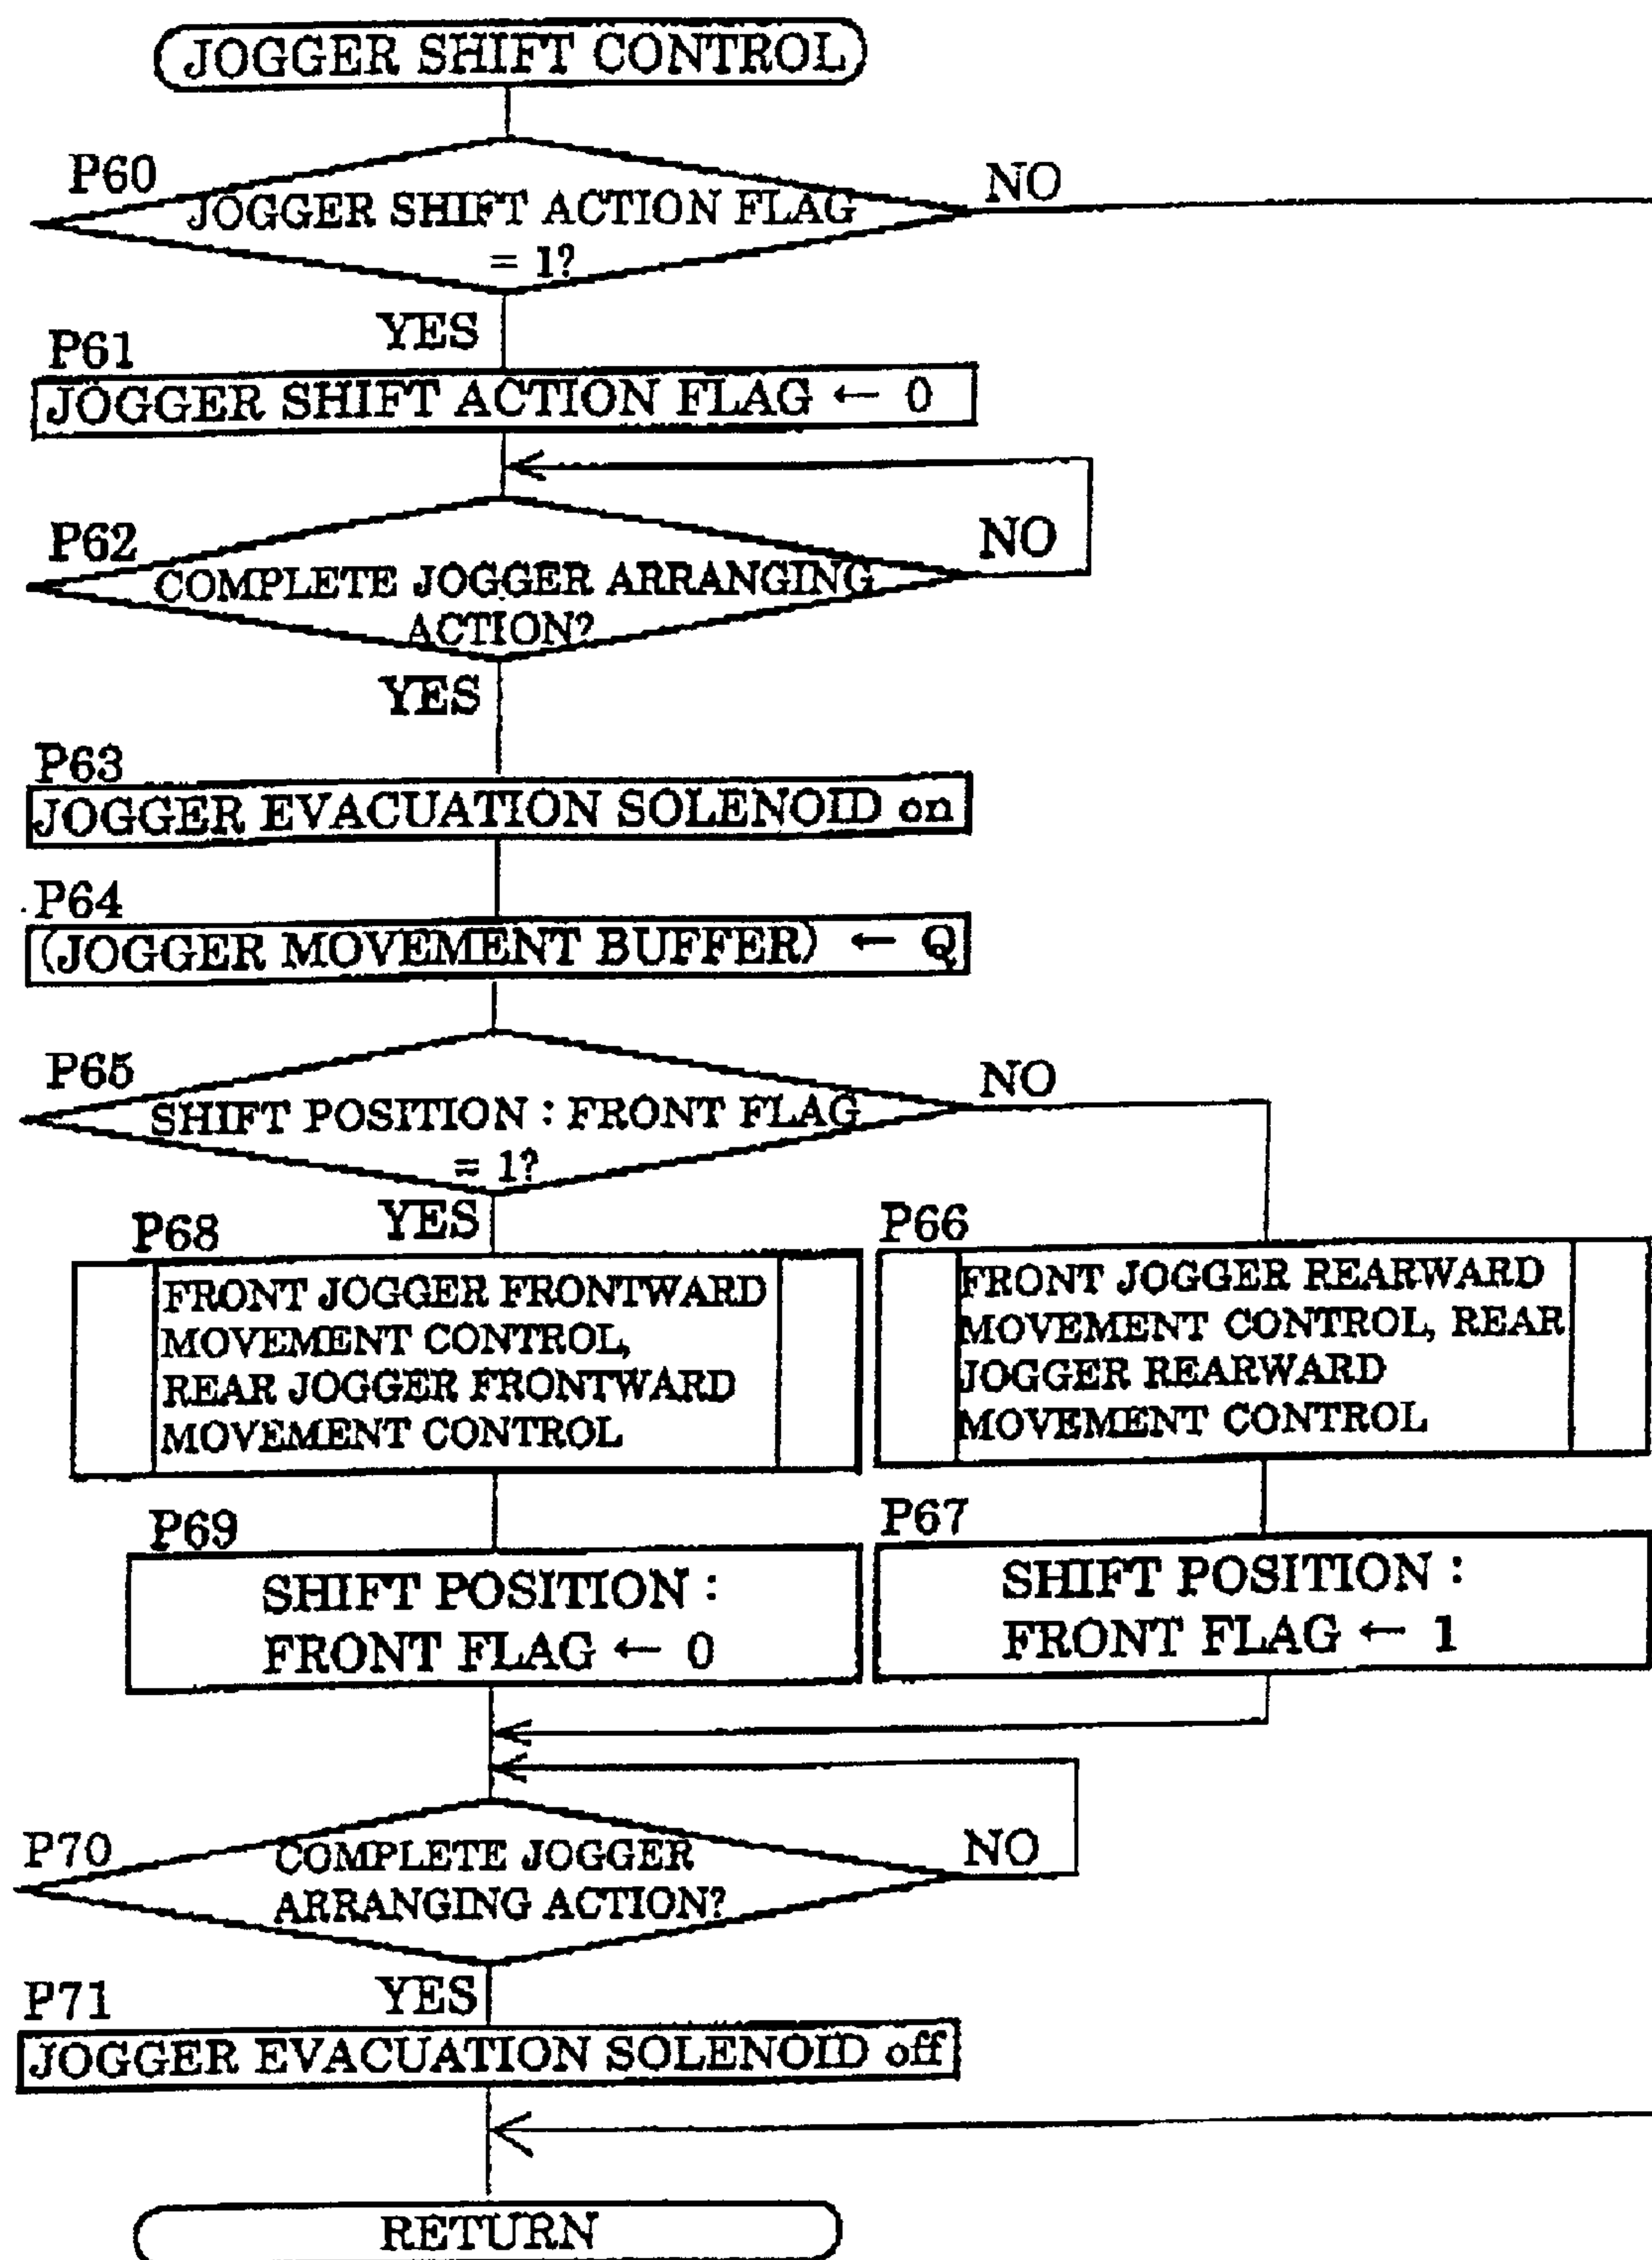 JOGGER SHIFT CONTROL
P60
NO
JOGGER SHIFT ACTION FLAG
= 1?
YES
P61
JOGGER SHIFT ACTION FLAG ← 0
P62
NO
COMPLETE JOGGER ARRANGING
ACTION?
YES
P63
JOGGER EVACUATION SOLENOID on
P64
(JOGGER MOVEMENT BUFFER) ← Q
P65
NO
SHIFT POSITION : FRONT FLAG
= 1?
YES
P68
FRONT JOGGER FRONTWARD
MOVEMENT CONTROL,
REAR JOGGER FRONTWARD
MOVEMENT CONTROL
P66
FRONT JOGGER REARWARD
MOVEMENT CONTROL, REAR
JOGGER REARWARD
MOVEMENT CONTROL
P69
SHIFT POSITION :
FRONT FLAG ← 0
P67
SHIFT POSITION :
FRONT FLAG ← 1
P70
NO
COMPLETE JOGGER
ARRANGING ACTION?
YES
P71
JOGGER EVACUATION SOLENOID off
RETURN